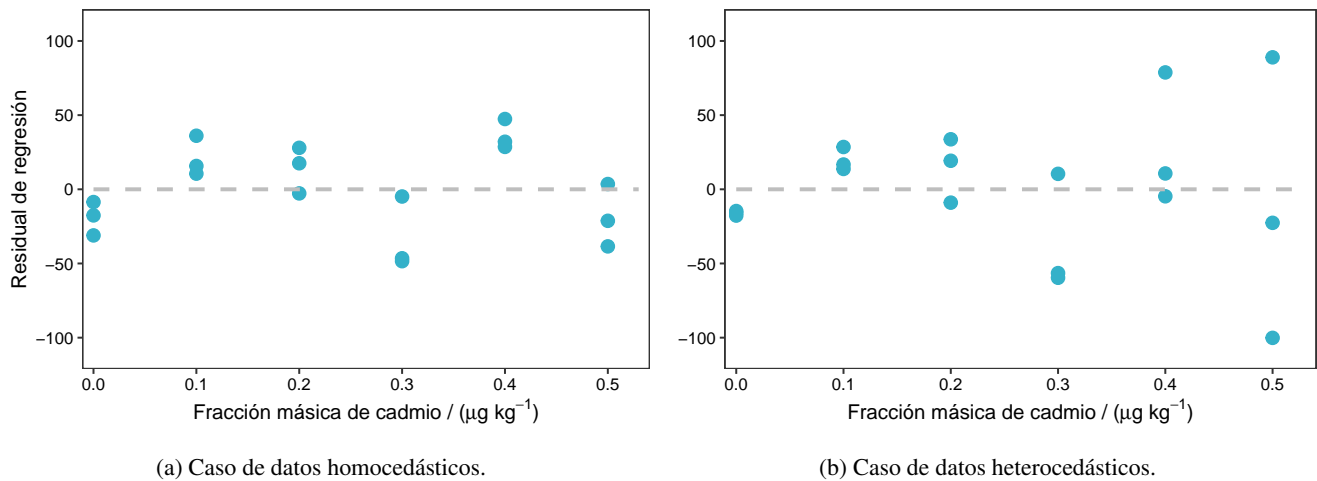 100
50
0
−50
−100
Residual de regresión
0.0 0.1 0.2 0.3 0.4 0.5
Fracción másica de cadmio / (μg kg⁻¹)
(a) Caso de datos homocedásticos.
100
50
0
−50
−100
0.0 0.1 0.2 0.3 0.4 0.5
Fracción másica de cadmio / (μg kg⁻¹)
(b) Caso de datos heterocedásticos.